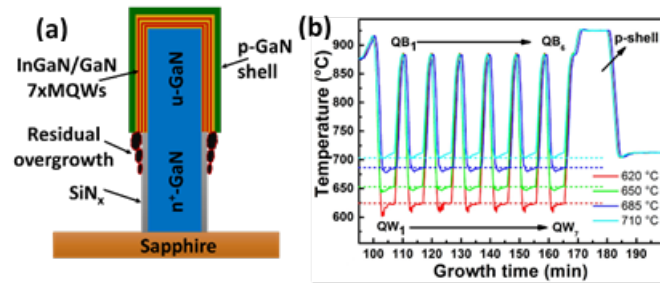 (a)
InGaN/GaN
7xMQWs
p-GaN
shell
u-GaN
Residual
overgrowth
SiNx
n+-GaN
Sapphire
(b)
QB1
QB6
p-shell
Temperature (°C)
900
850
800
750
700
650
600
620 °C
650 °C
685 °C
710 °C
QW1
QW7
95 100 110 120 130 140 150 160 170 180 190
Growth time (min)